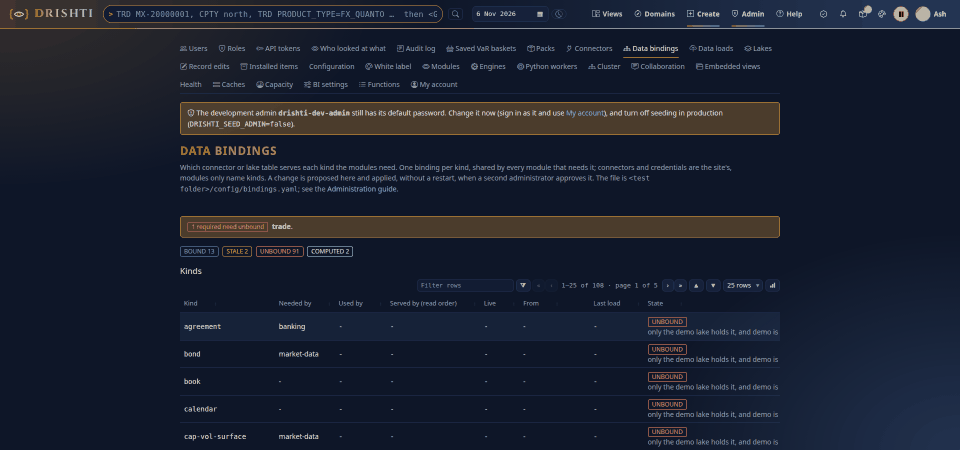 DRISHTI
> TRD MX-20000001, CPTY north, TRD PRODUCT_TYPE=FX_QUANTO … then <G
6 Nov 2026
Views Domains Create Admin Help Ash
Users Roles API tokens Who looked at what Audit log Saved VaR baskets Packs Connectors Data bindings Data loads Lakes
Record edits Installed items Configuration White label Modules Engines Python workers Cluster Collaboration Embedded views
Health Caches Capacity BI settings Functions My account
The development admin drishti-dev-admin still has its default password. Change it now (sign in as it and use My account), and turn off seeding in production
(DRISHTI_SEED_ADMIN=false).
DATA BINDINGS
Which connector or lake table serves each kind the modules need. One binding per kind, shared by every module that needs it; connectors and credentials are the site's,
modules only name kinds. A change is proposed here and applied, without a restart, when a second administrator approves it. The file is <test
folder>/config/bindings.yaml; see the Administration guide.
1 required need unbound trade.
BOUND 13 STALE 2 UNBOUND 91 COMPUTED 2
Kinds
Filter rows « ‹ 1–25 of 108 · page 1 of 5 › » ▲ ▼ 25 rows
Kind Needed by Used by Served by (read order) Live From Last load State
agreement banking - - - - - UNBOUND
only the demo lake holds it, and demo is
bond market-data - - - - - UNBOUND
only the demo lake holds it, and demo is
book - - - - - - UNBOUND
only the demo lake holds it, and demo is
calendar - - - - - - UNBOUND
only the demo lake holds it, and demo is
cap-vol-surface market-data - - - - - UNBOUND
only the demo lake holds it, and demo is